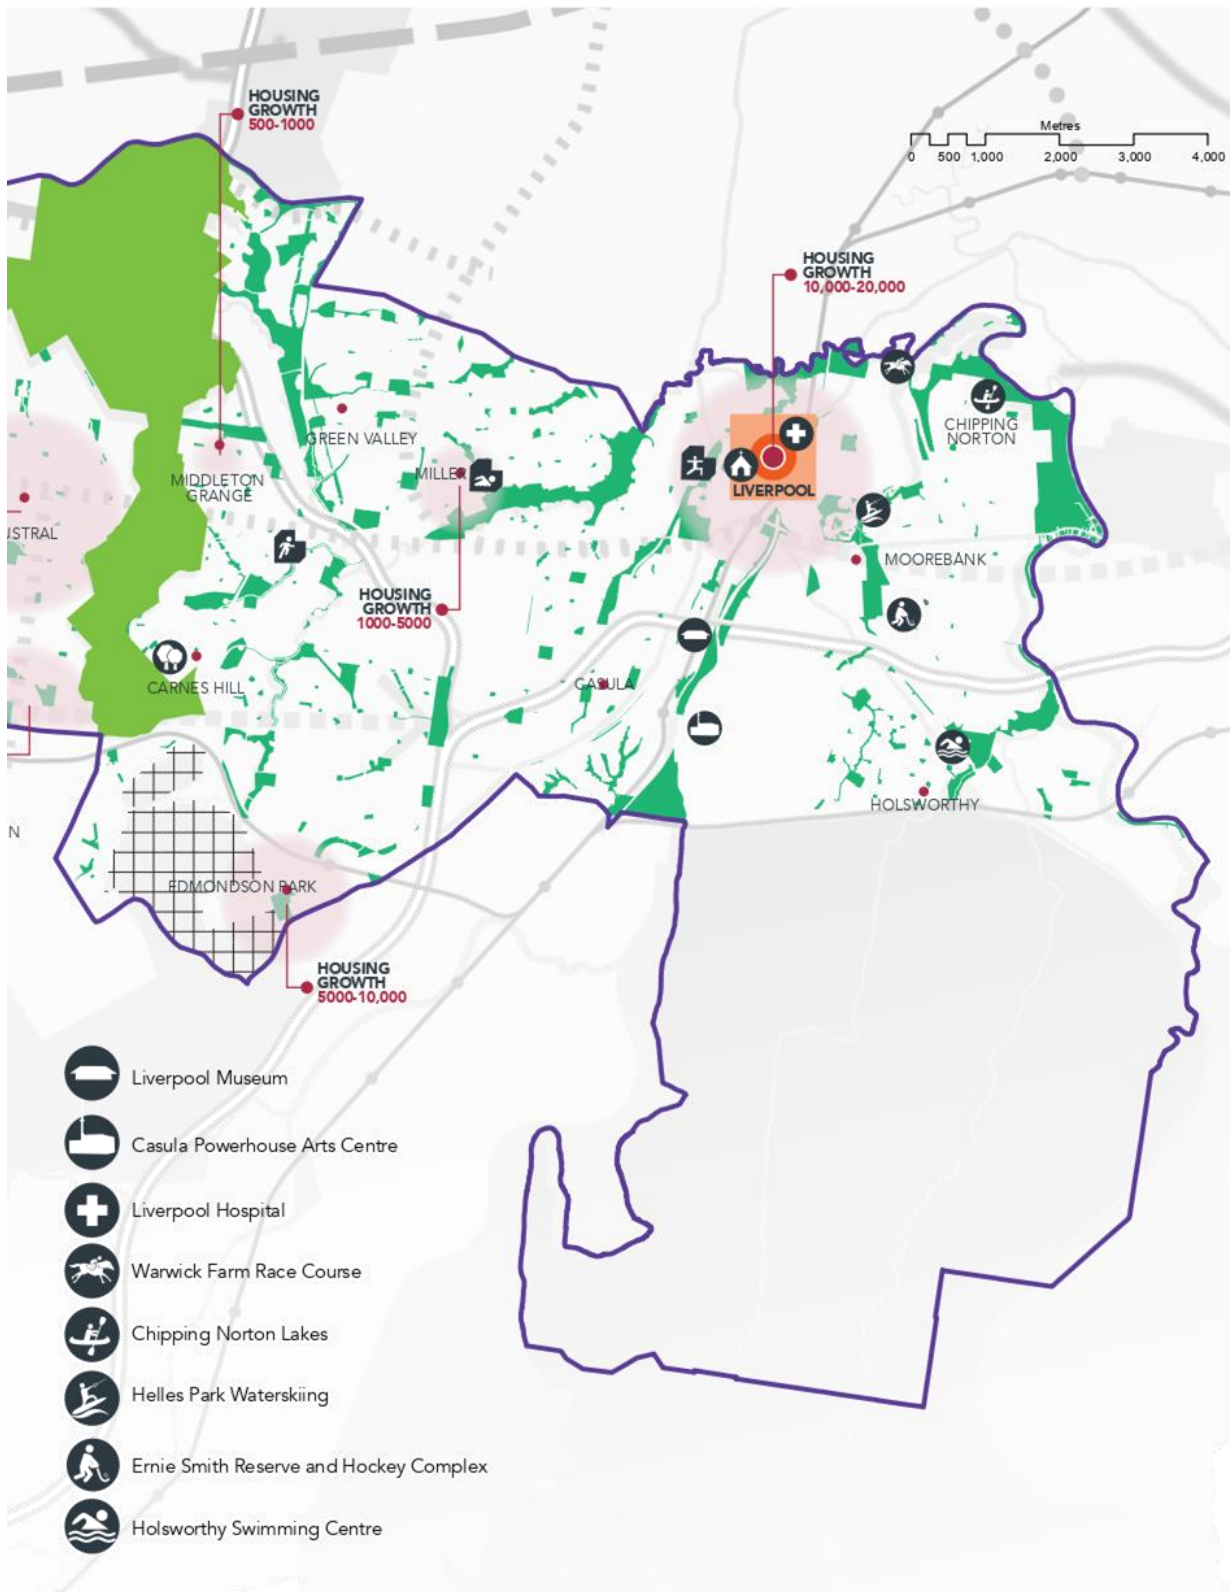 HOUSING
GROWTH
500-1000
Metres
0 500 1,000 2,000 3,000 4,000
HOUSING
GROWTH
10,000-20,000
GREEN VALLEY
CHIPPING
NORTON
MILLER
MIDDLETON
GRANGE
LIVERPOOL
USTRAL
MOOREBANK
HOUSING
GROWTH
1000-5000
CARNES HILL
CASULA
HOLSWORTHY
N
EDMONDSON PARK
HOUSING
GROWTH
5000-10,000
Liverpool Museum
Casula Powerhouse Arts Centre
Liverpool Hospital
Warwick Farm Race Course
Chipping Norton Lakes
Helles Park Waterskiing
Ernie Smith Reserve and Hockey Complex
Holsworthy Swimming Centre